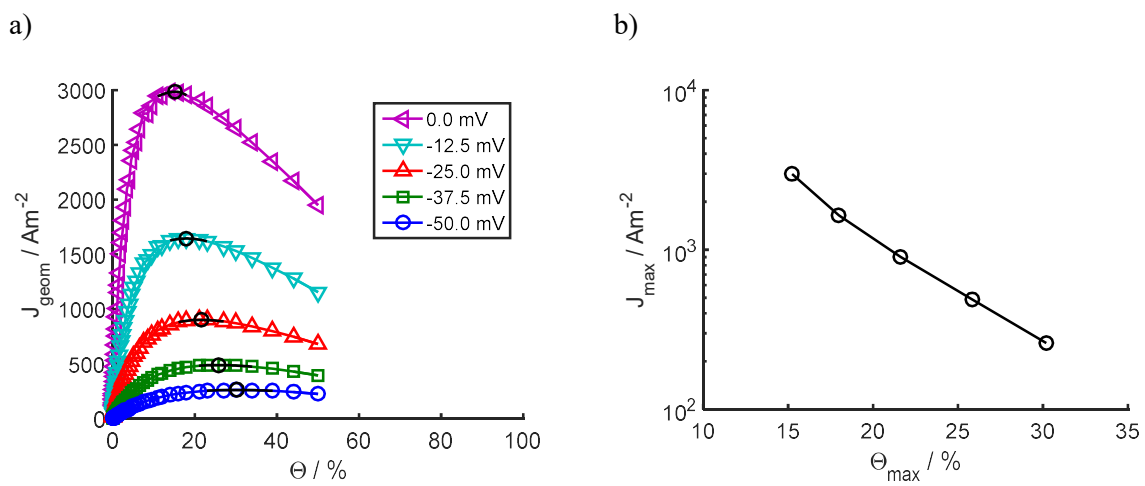 a)
b)
3000
2500
2000
1500
1000
500
0
0 20 40 60 80 100
J_geom / Am^-2
Θ / %
0.0 mV
-12.5 mV
-25.0 mV
-37.5 mV
-50.0 mV
10^4
10^3
10^2
10 15 20 25 30 35
J_max / Am^-2
Θ_max / %